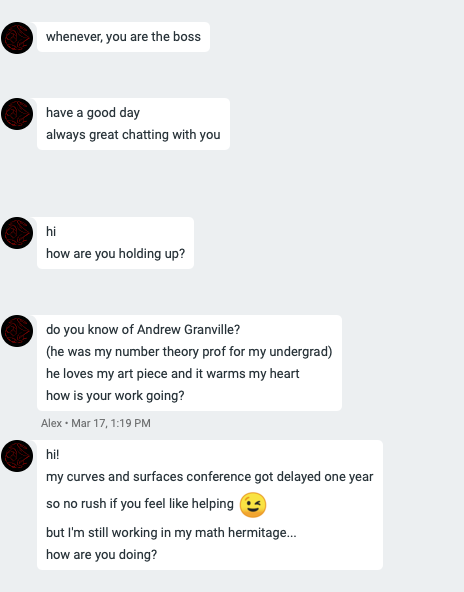 whenever, you are the boss
have a good day
always great chatting with you
hi
how are you holding up?
do you know of Andrew Granville?
(he was my number theory prof for my undergrad)
he loves my art piece and it warms my heart
how is your work going?
Alex • Mar 17, 1:19 PM
hi!
my curves and surfaces conference got delayed one year
so no rush if you feel like helping 😉
but I'm still working in my math hermitage...
how are you doing?